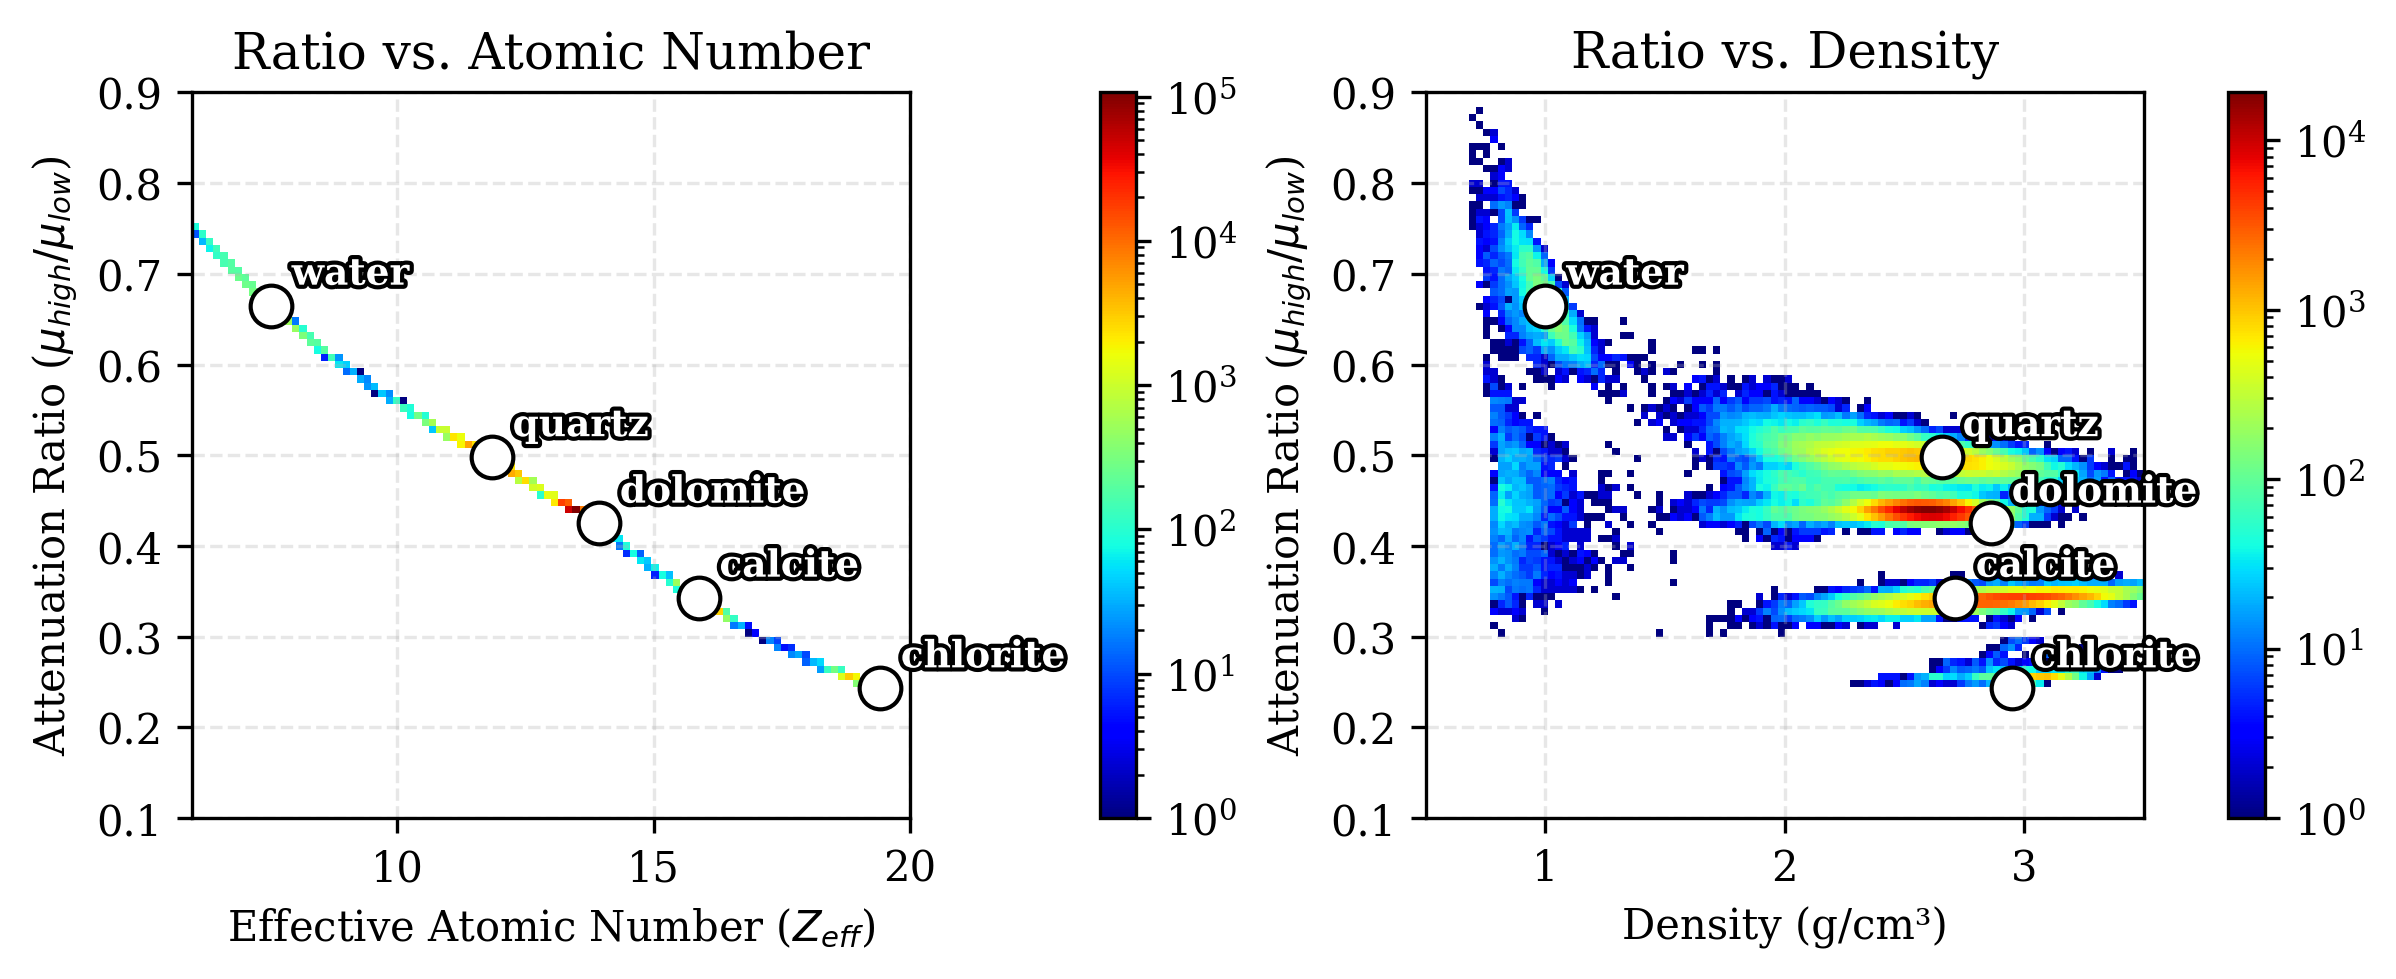 Ratio vs. Atomic Number
Attenuation Ratio (μhigh/μlow)
0.9
0.8
0.7
0.6
0.5
0.4
0.3
0.2
0.1
water
quartz
dolomite
calcite
chlorite
10
15
20
Effective Atomic Number (Zeff)
10⁵
10⁴
10³
10²
10¹
10⁰
Ratio vs. Density
Attenuation Ratio (μhigh/μlow)
0.9
0.8
0.7
0.6
0.5
0.4
0.3
0.2
0.1
water
quartz
dolomite
calcite
chlorite
1
2
3
Density (g/cm³)
10⁴
10³
10²
10¹
10⁰